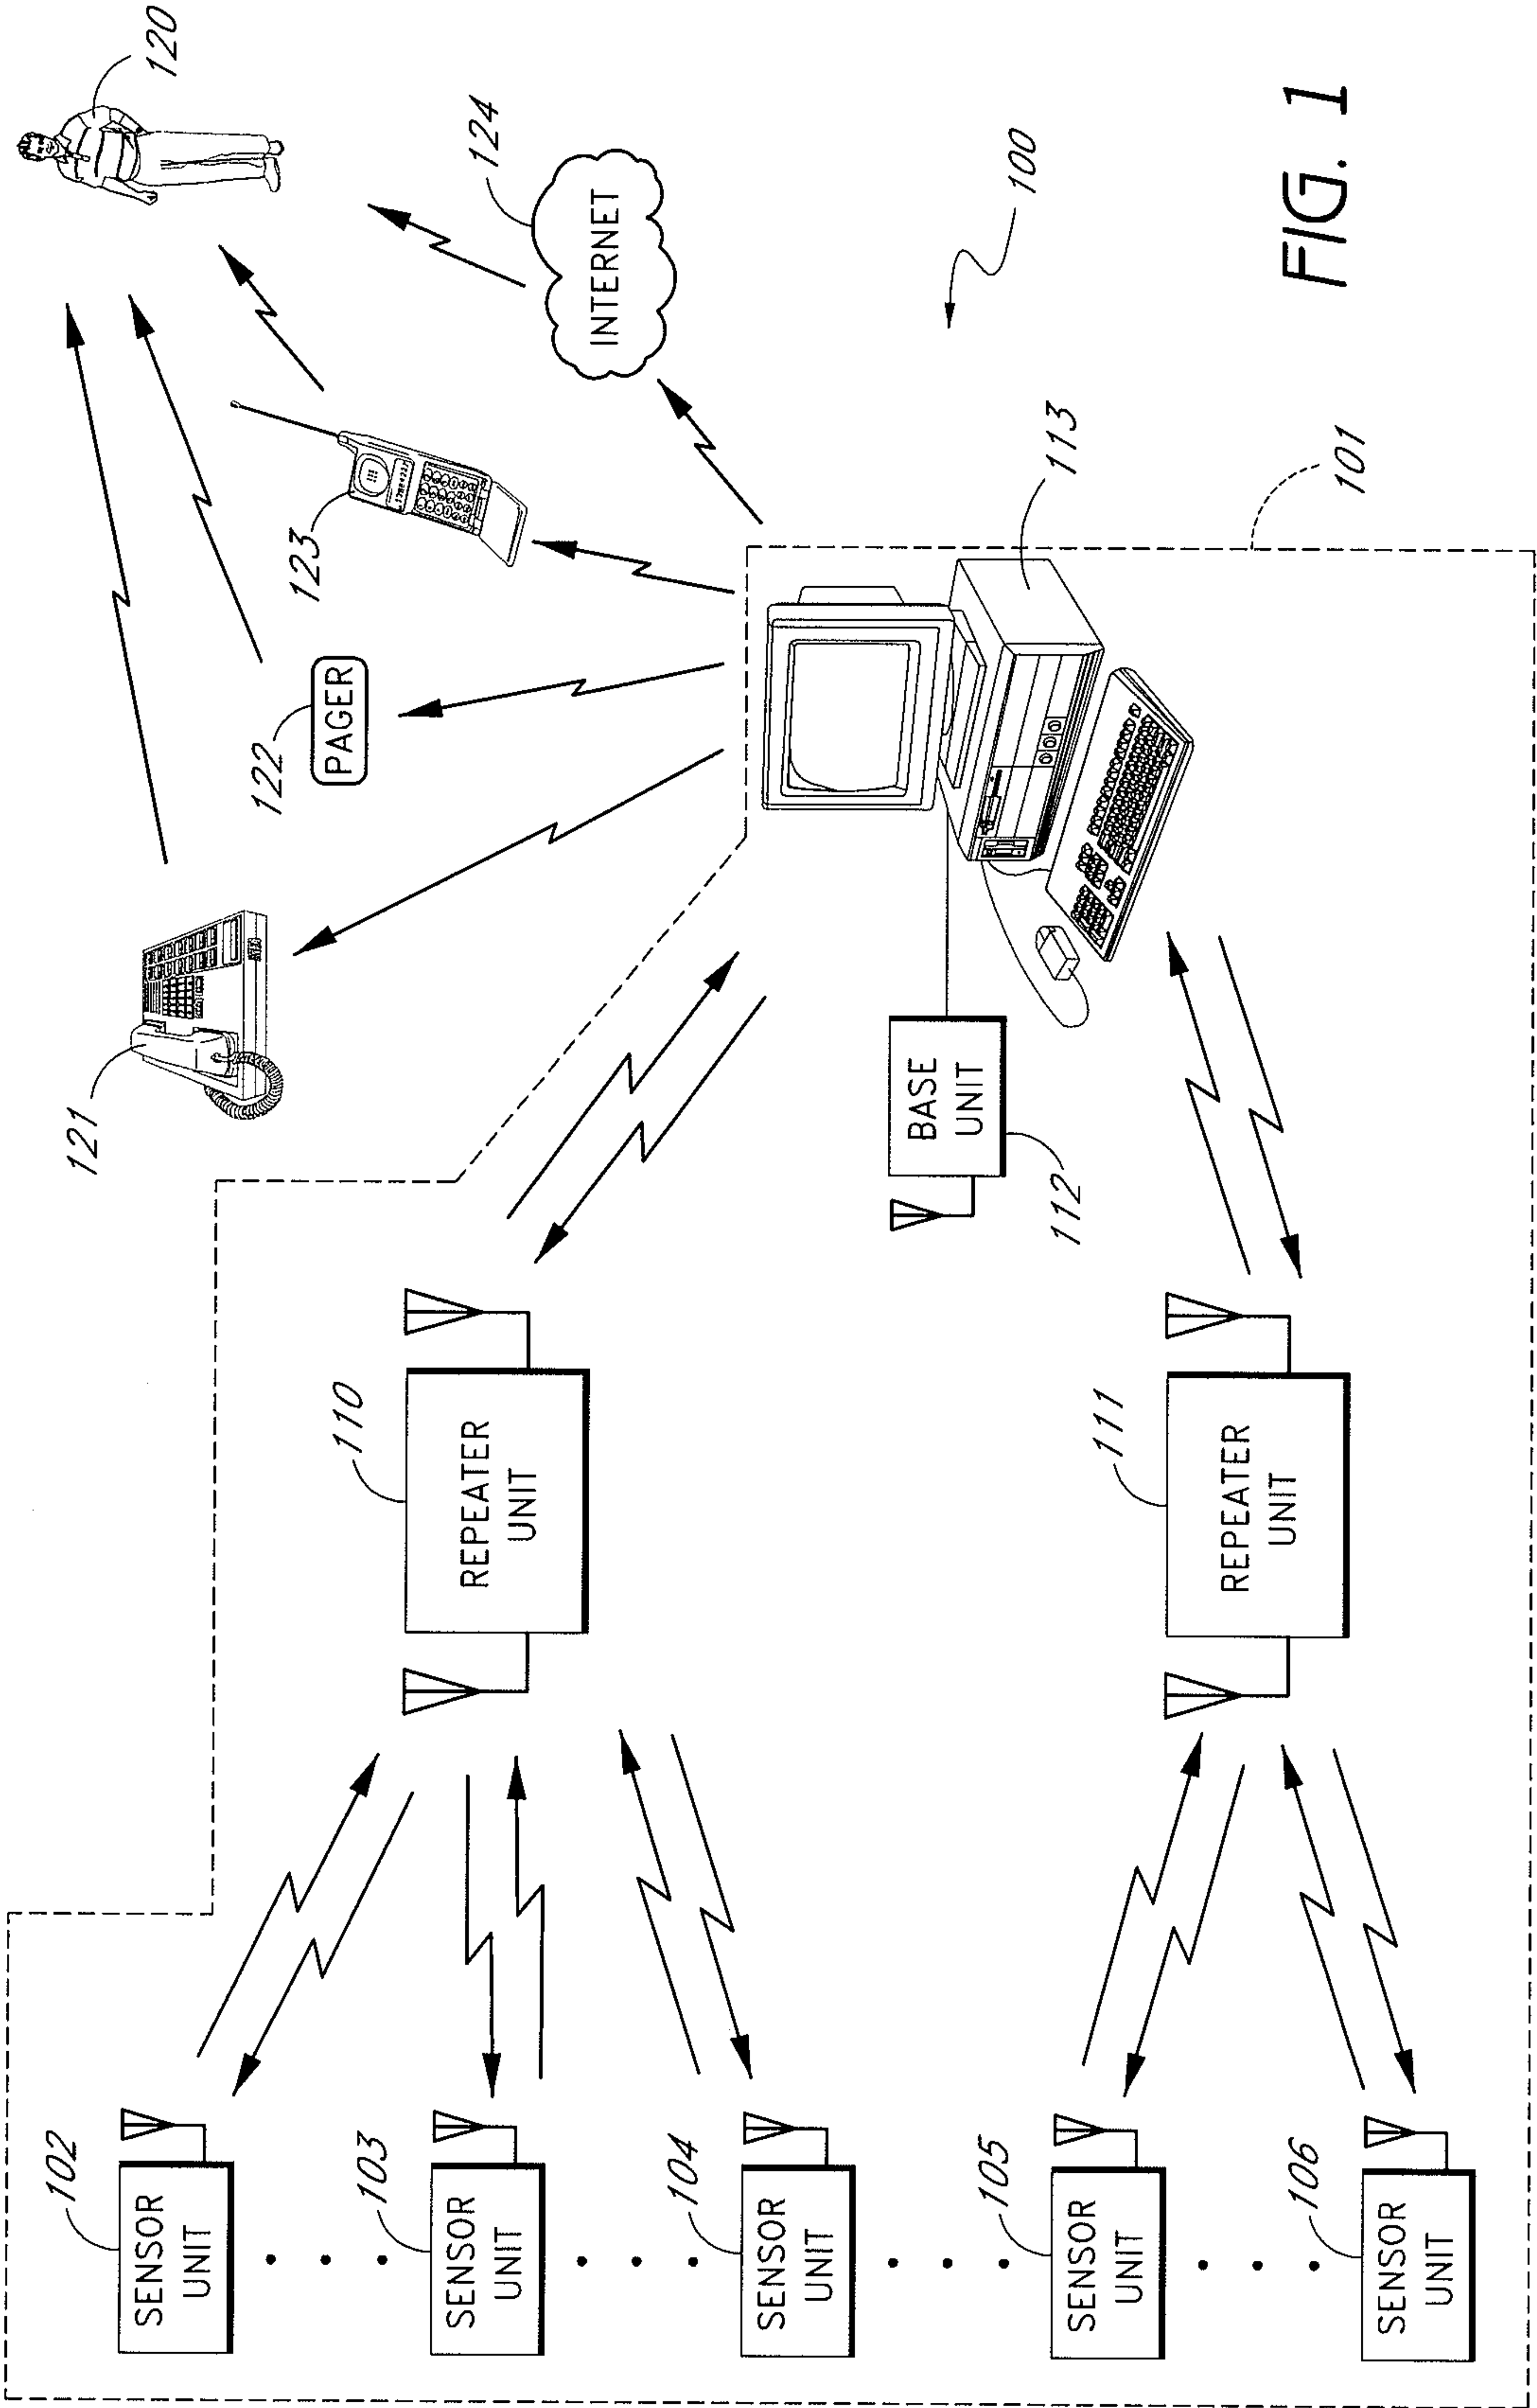 120
124
INTERNET
100
FIG. 1
123
122
PAGER
113
101
121
BASE
UNIT
112
110
REPEATER
UNIT
111
REPEATER
UNIT
102
SENSOR
UNIT
103
SENSOR
UNIT
104
SENSOR
UNIT
105
SENSOR
UNIT
106
SENSOR
UNIT